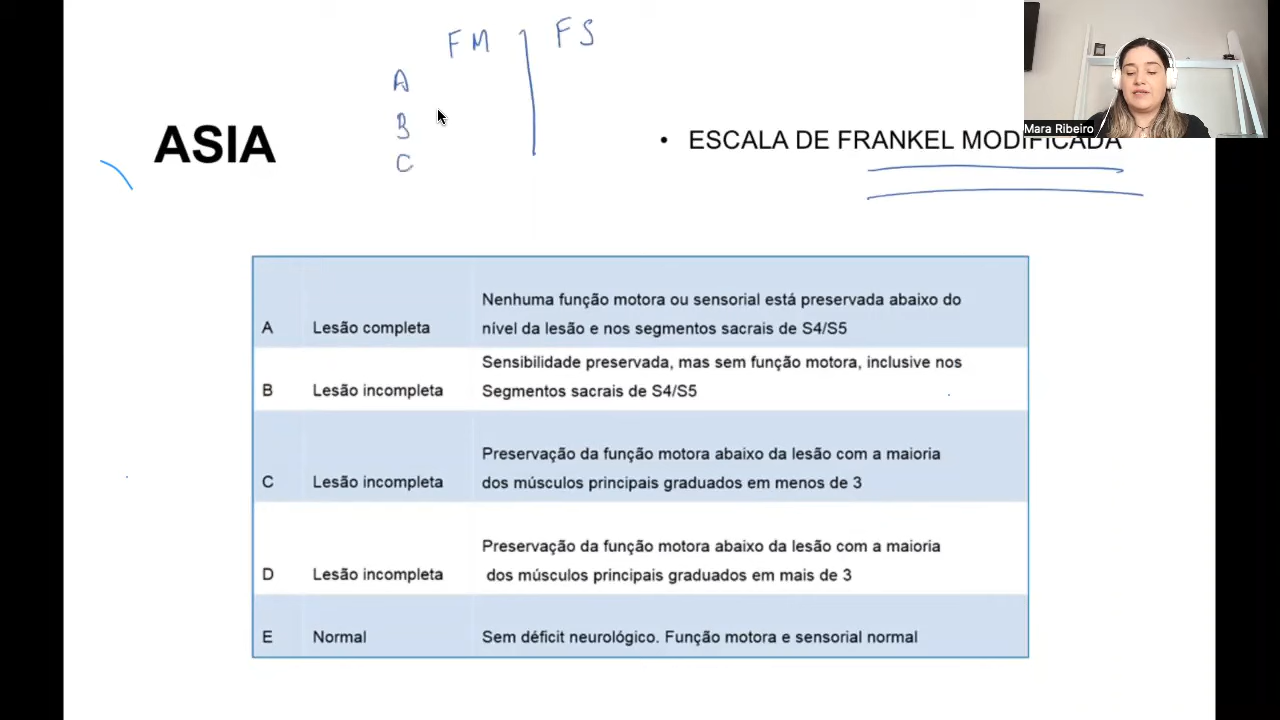 FM FS
A
B
C
ASIA
• ESCALA DE FRANKEL MODIFICADA
Mara Ribeiro
A Lesão completa Nenhuma função motora ou sensorial está preservada abaixo do
nível da lesão e nos segmentos sacrais de S4/S5
B Lesão incompleta Sensibilidade preservada, mas sem função motora, inclusive nos
Segmentos sacrais de S4/S5
C Lesão incompleta Preservação da função motora abaixo da lesão com a maioria
dos músculos principais graduados em menos de 3
D Lesão incompleta Preservação da função motora abaixo da lesão com a maioria
dos músculos principais graduados em mais de 3
E Normal Sem déficit neurológico. Função motora e sensorial normal